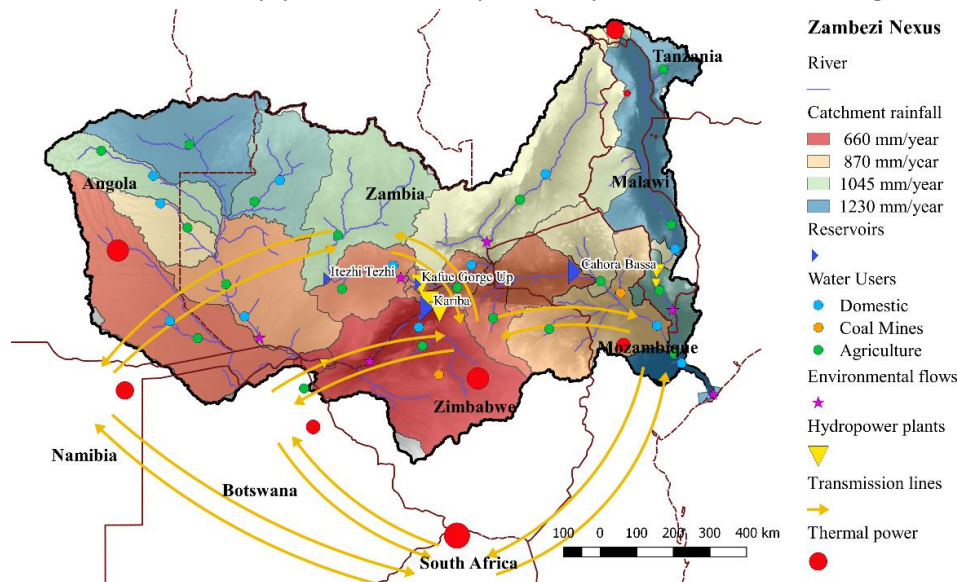 Zambezi Nexus
River
Catchment rainfall
660 mm/year
870 mm/year
1045 mm/year
1230 mm/year
Reservoirs
Water Users
Domestic
Coal Mines
Agriculture
Environmental flows
Hydropower plants
Transmission lines
Thermal power
Tanzania
Angola
Zambia
Malawi
Itezhi Tezhi
Kafue Gorge Up
Cahora Bassa
Kariba
Mozambique
Zimbabwe
Namibia
Botswana
South Africa
100 0 100 200 300 400 km